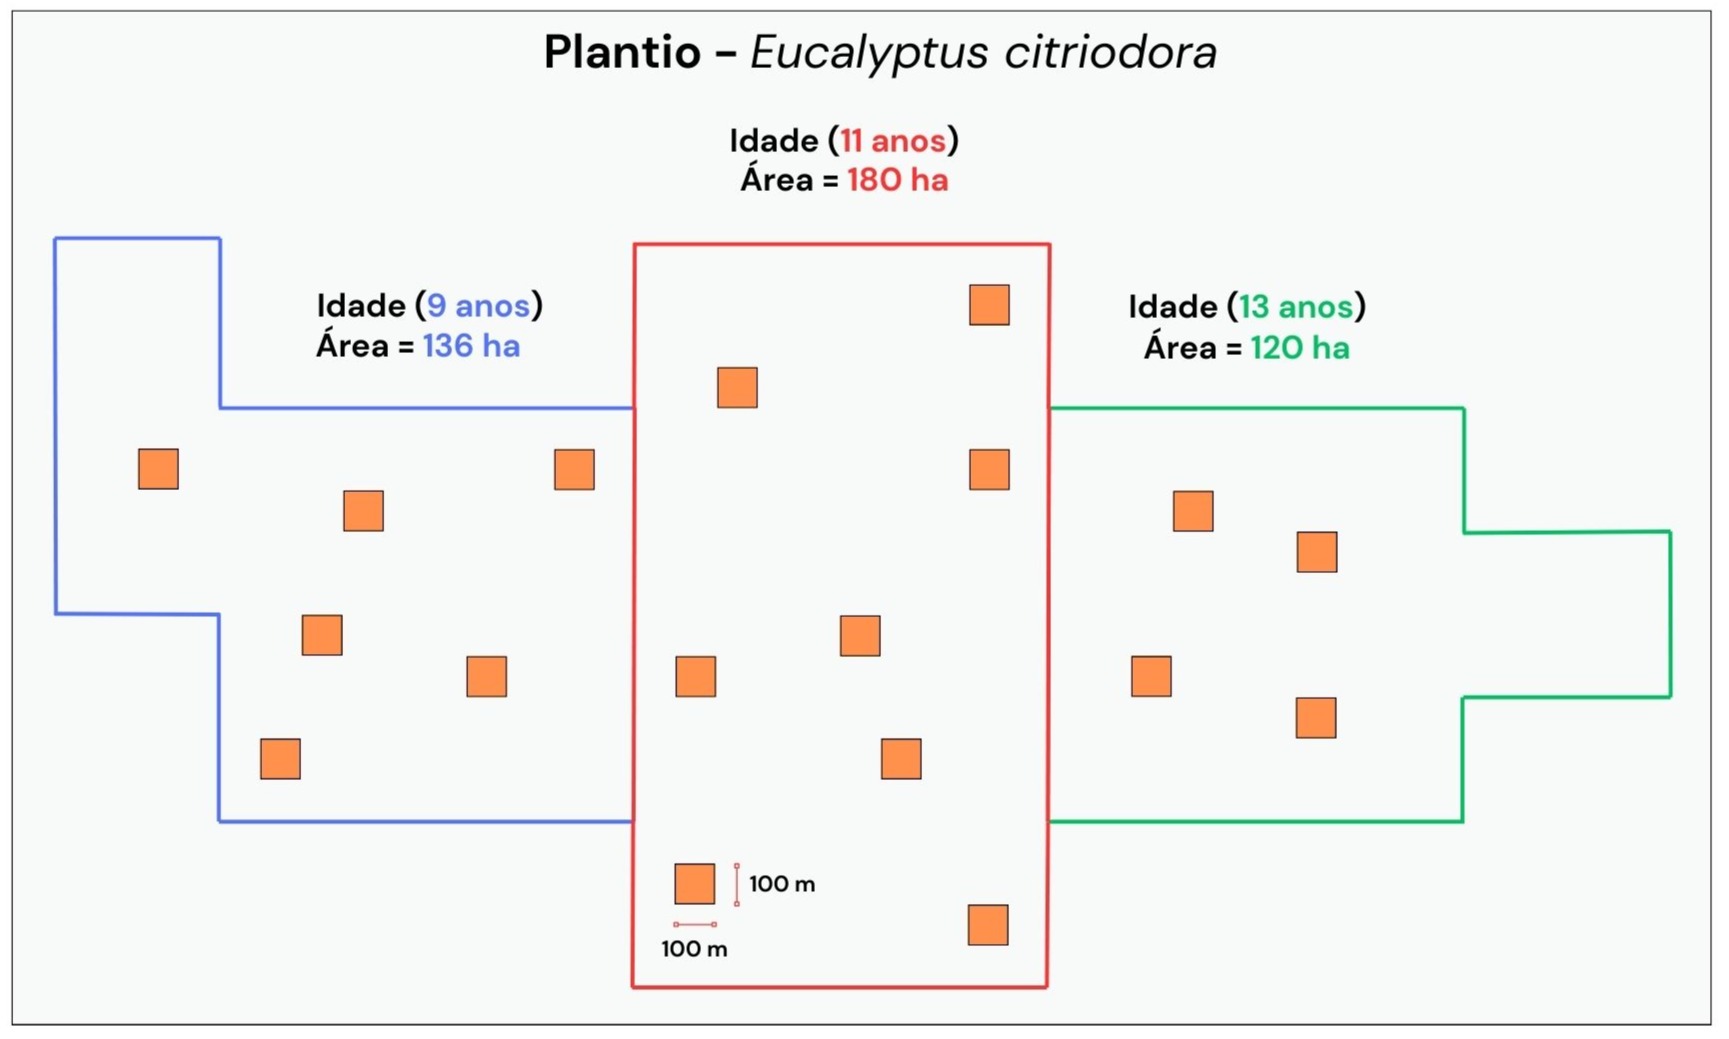 Plantio – Eucalyptus citriodora
Idade (11 anos)
Área = 180 ha
Idade (9 anos)
Área = 136 ha
Idade (13 anos)
Área = 120 ha
100 m
100 m